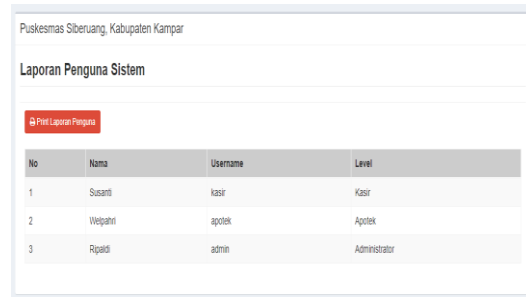 Puskesmas Siberuang, Kabupaten Kampar
Laporan Penguna Sistem
Print Laporan Penguna
No Nama Username Level
1 Susanti kasir Kasir
2 Welpahri apotek Apotek
3 Ripaldi admin Administrator